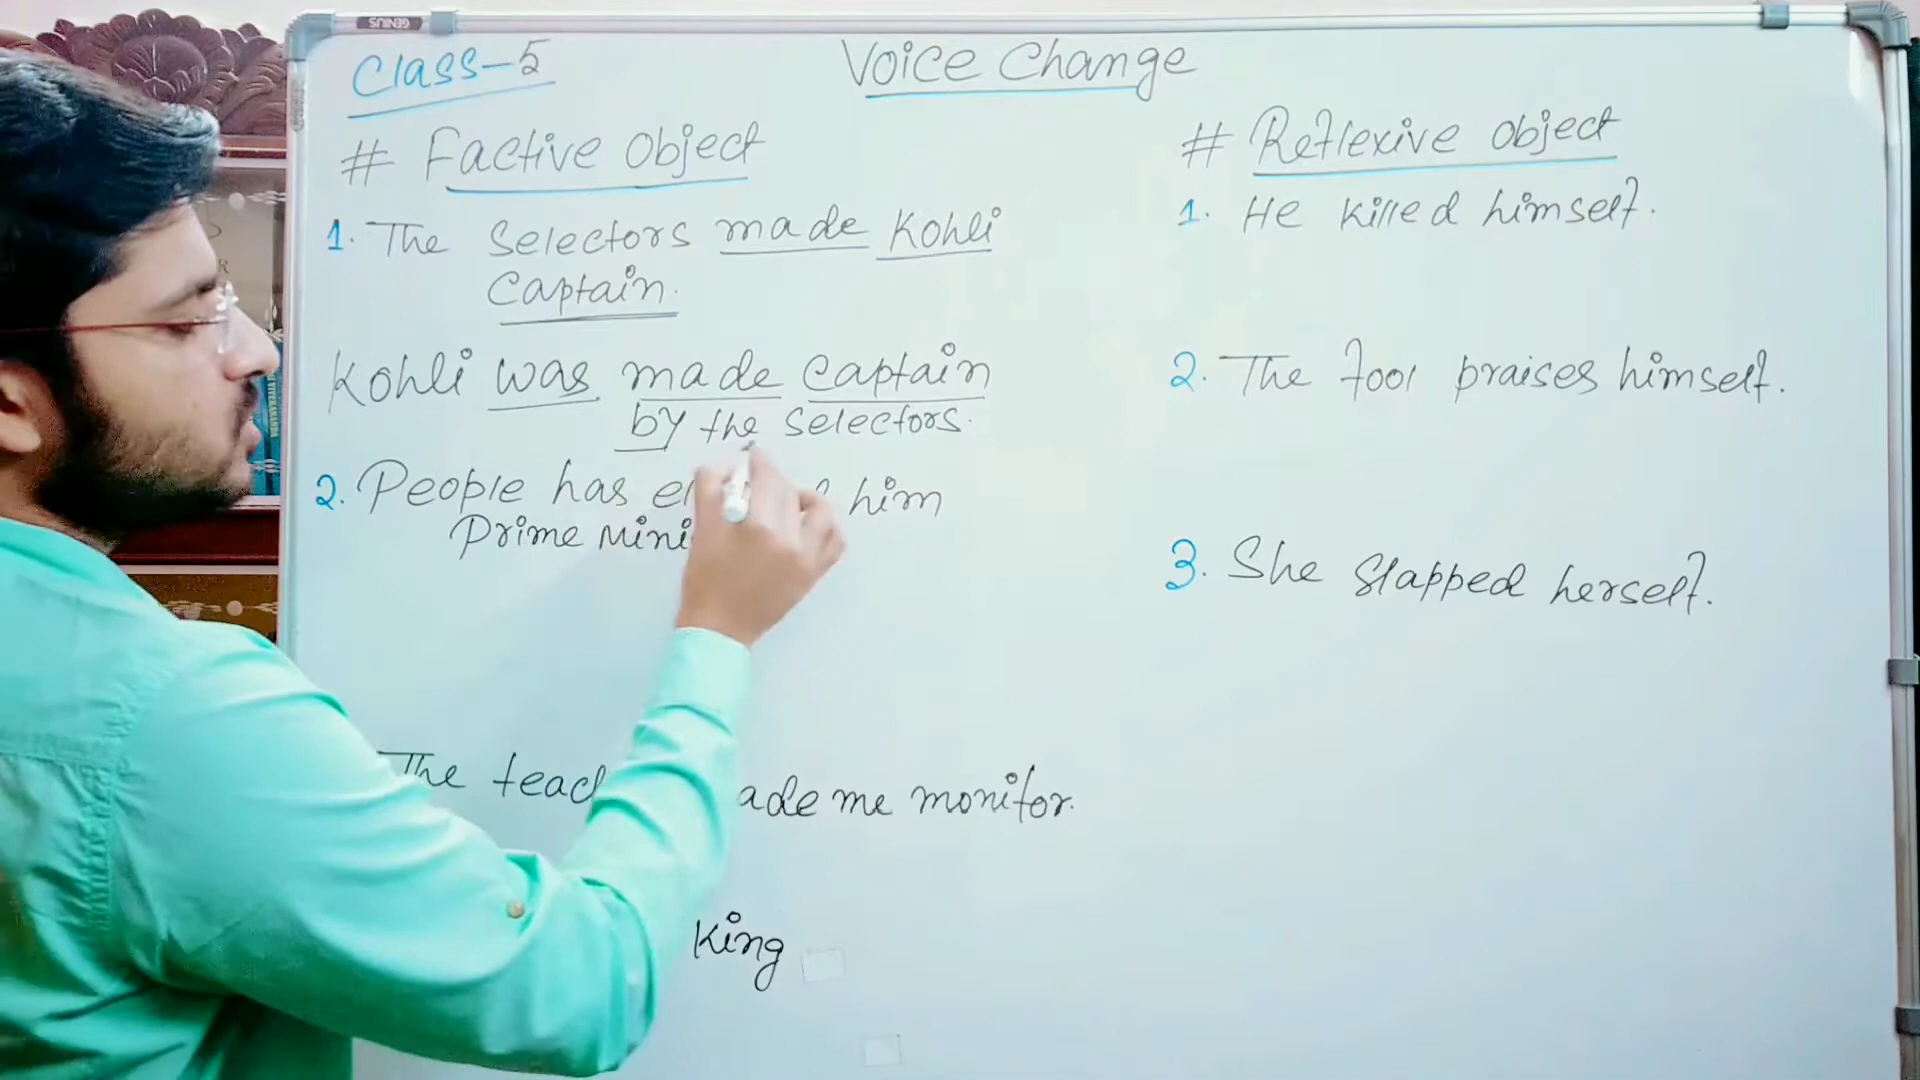 GENIUS
Class-5
Voice Change
# Factive Object
1. The Selectors made Kohli
Captain.
Kohli was made captain
by the selectors.
2. People has him
Prime
The made me monitor.
King
# Reflexive Object
1. He killed himself.
2. The fool praises himself.
3. She slapped herself.